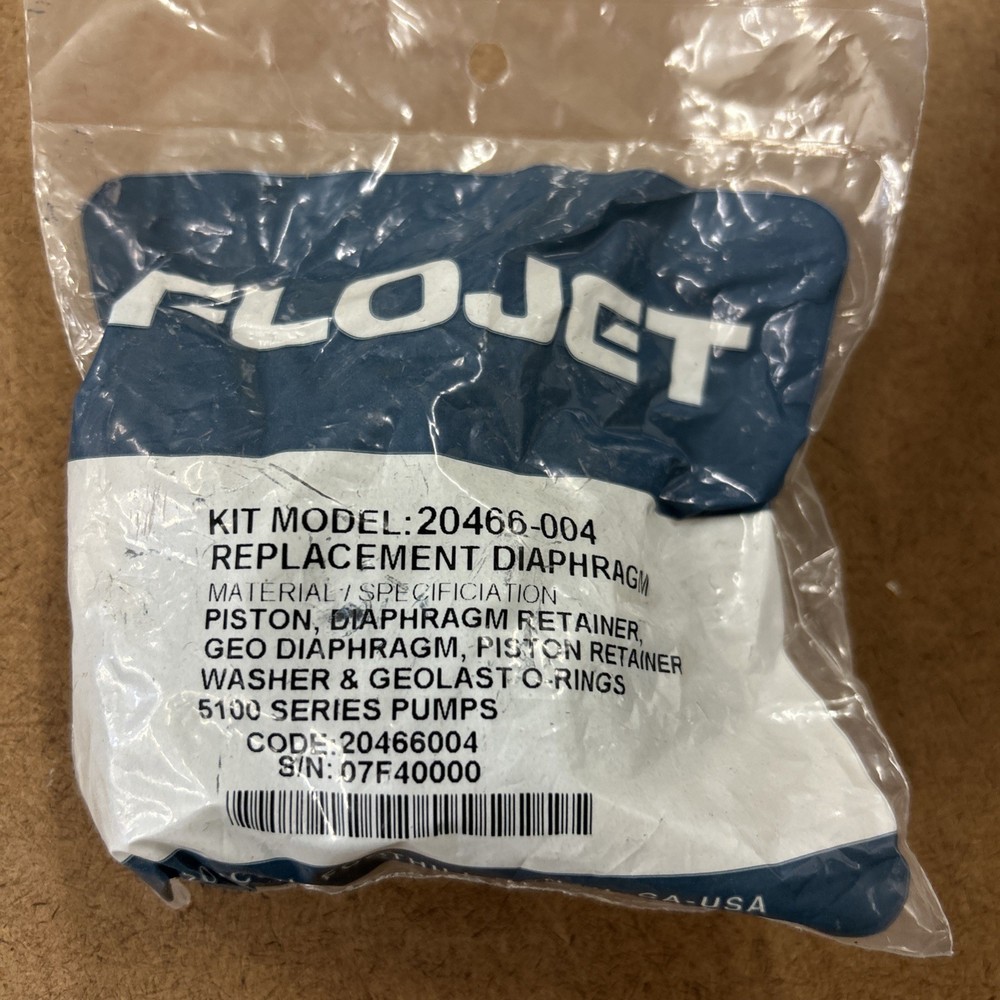 FLOJET
KIT MODEL: 20466-004
REPLACEMENT DIAPHRAGM
MATERIAL / SPECIFICIATION
PISTON, DIAPHRAGM RETAINER,
GEO DIAPHRAGM, PISTON RETAINER
WASHER & GEOLAST O-RINGS
5100 SERIES PUMPS
CODE: 20466004
S/N: 07F40000
-USA